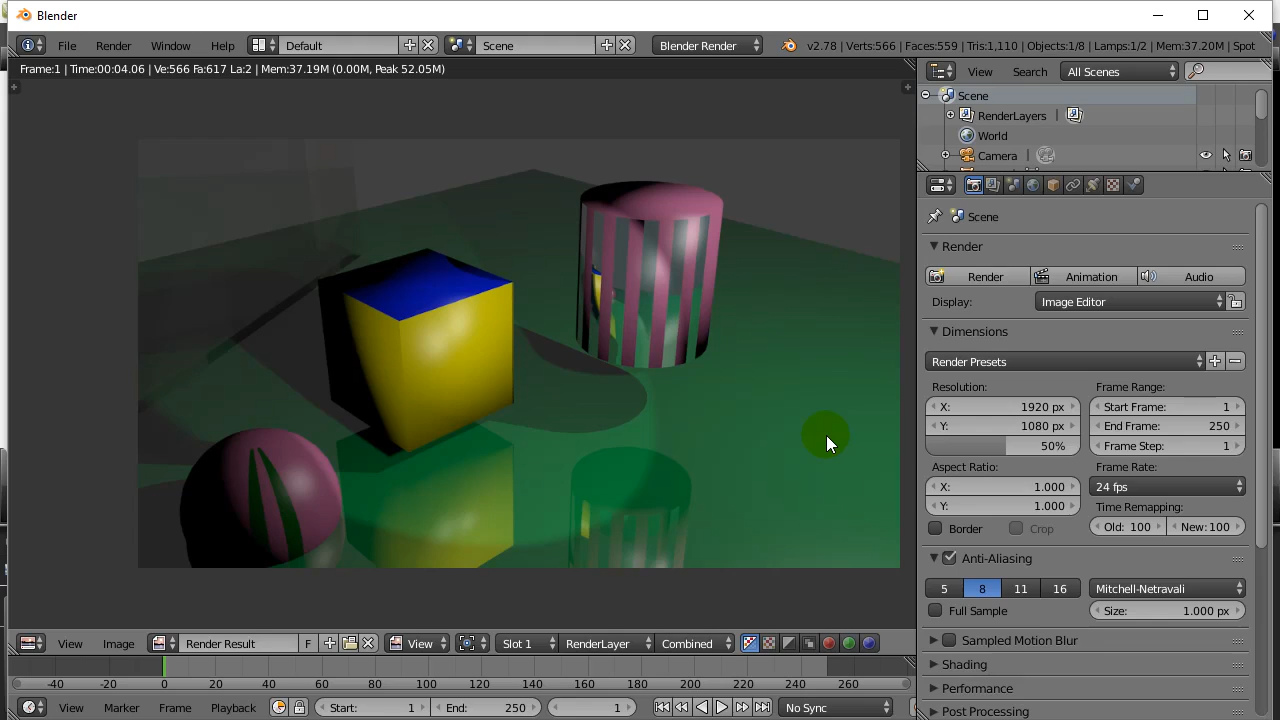 Blender
File Render Window Help Default Scene Blender Render v2.78 | Verts:566 | Faces:559 | Tris:1,110 | Objects:1/8 | Lamps:1/2 | Mem:37.20M | Spot
Frame:1 | Time:00:04.06 | Ve:566 Fa:617 La:2 | Mem:37.19M (0.00M, Peak 52.05M)
View Search All Scenes
Scene
RenderLayers |
World
Camera |
Scene
Render
Render Animation Audio
Display: Image Editor
Dimensions
Render Presets
Resolution: Frame Range:
X: 1920 px Start Frame: 1
Y: 1080 px End Frame: 250
50% Frame Step: 1
Aspect Ratio: Frame Rate:
X: 1.000 24 fps
Y: 1.000 Time Remapping:
Border Crop Old: 100 New: 100
Anti-Aliasing
5 8 11 16 Mitchell-Netravali
Full Sample Size: 1.000 px
Sampled Motion Blur
Shading
Performance
Post Processing
View Image Render Result F View Slot 1 RenderLayer Combined
-40 -20 0 20 40 60 80 100 120 140 160 180 200 220 240 260
View Marker Frame Playback Start: 1 End: 250 1 No Sync